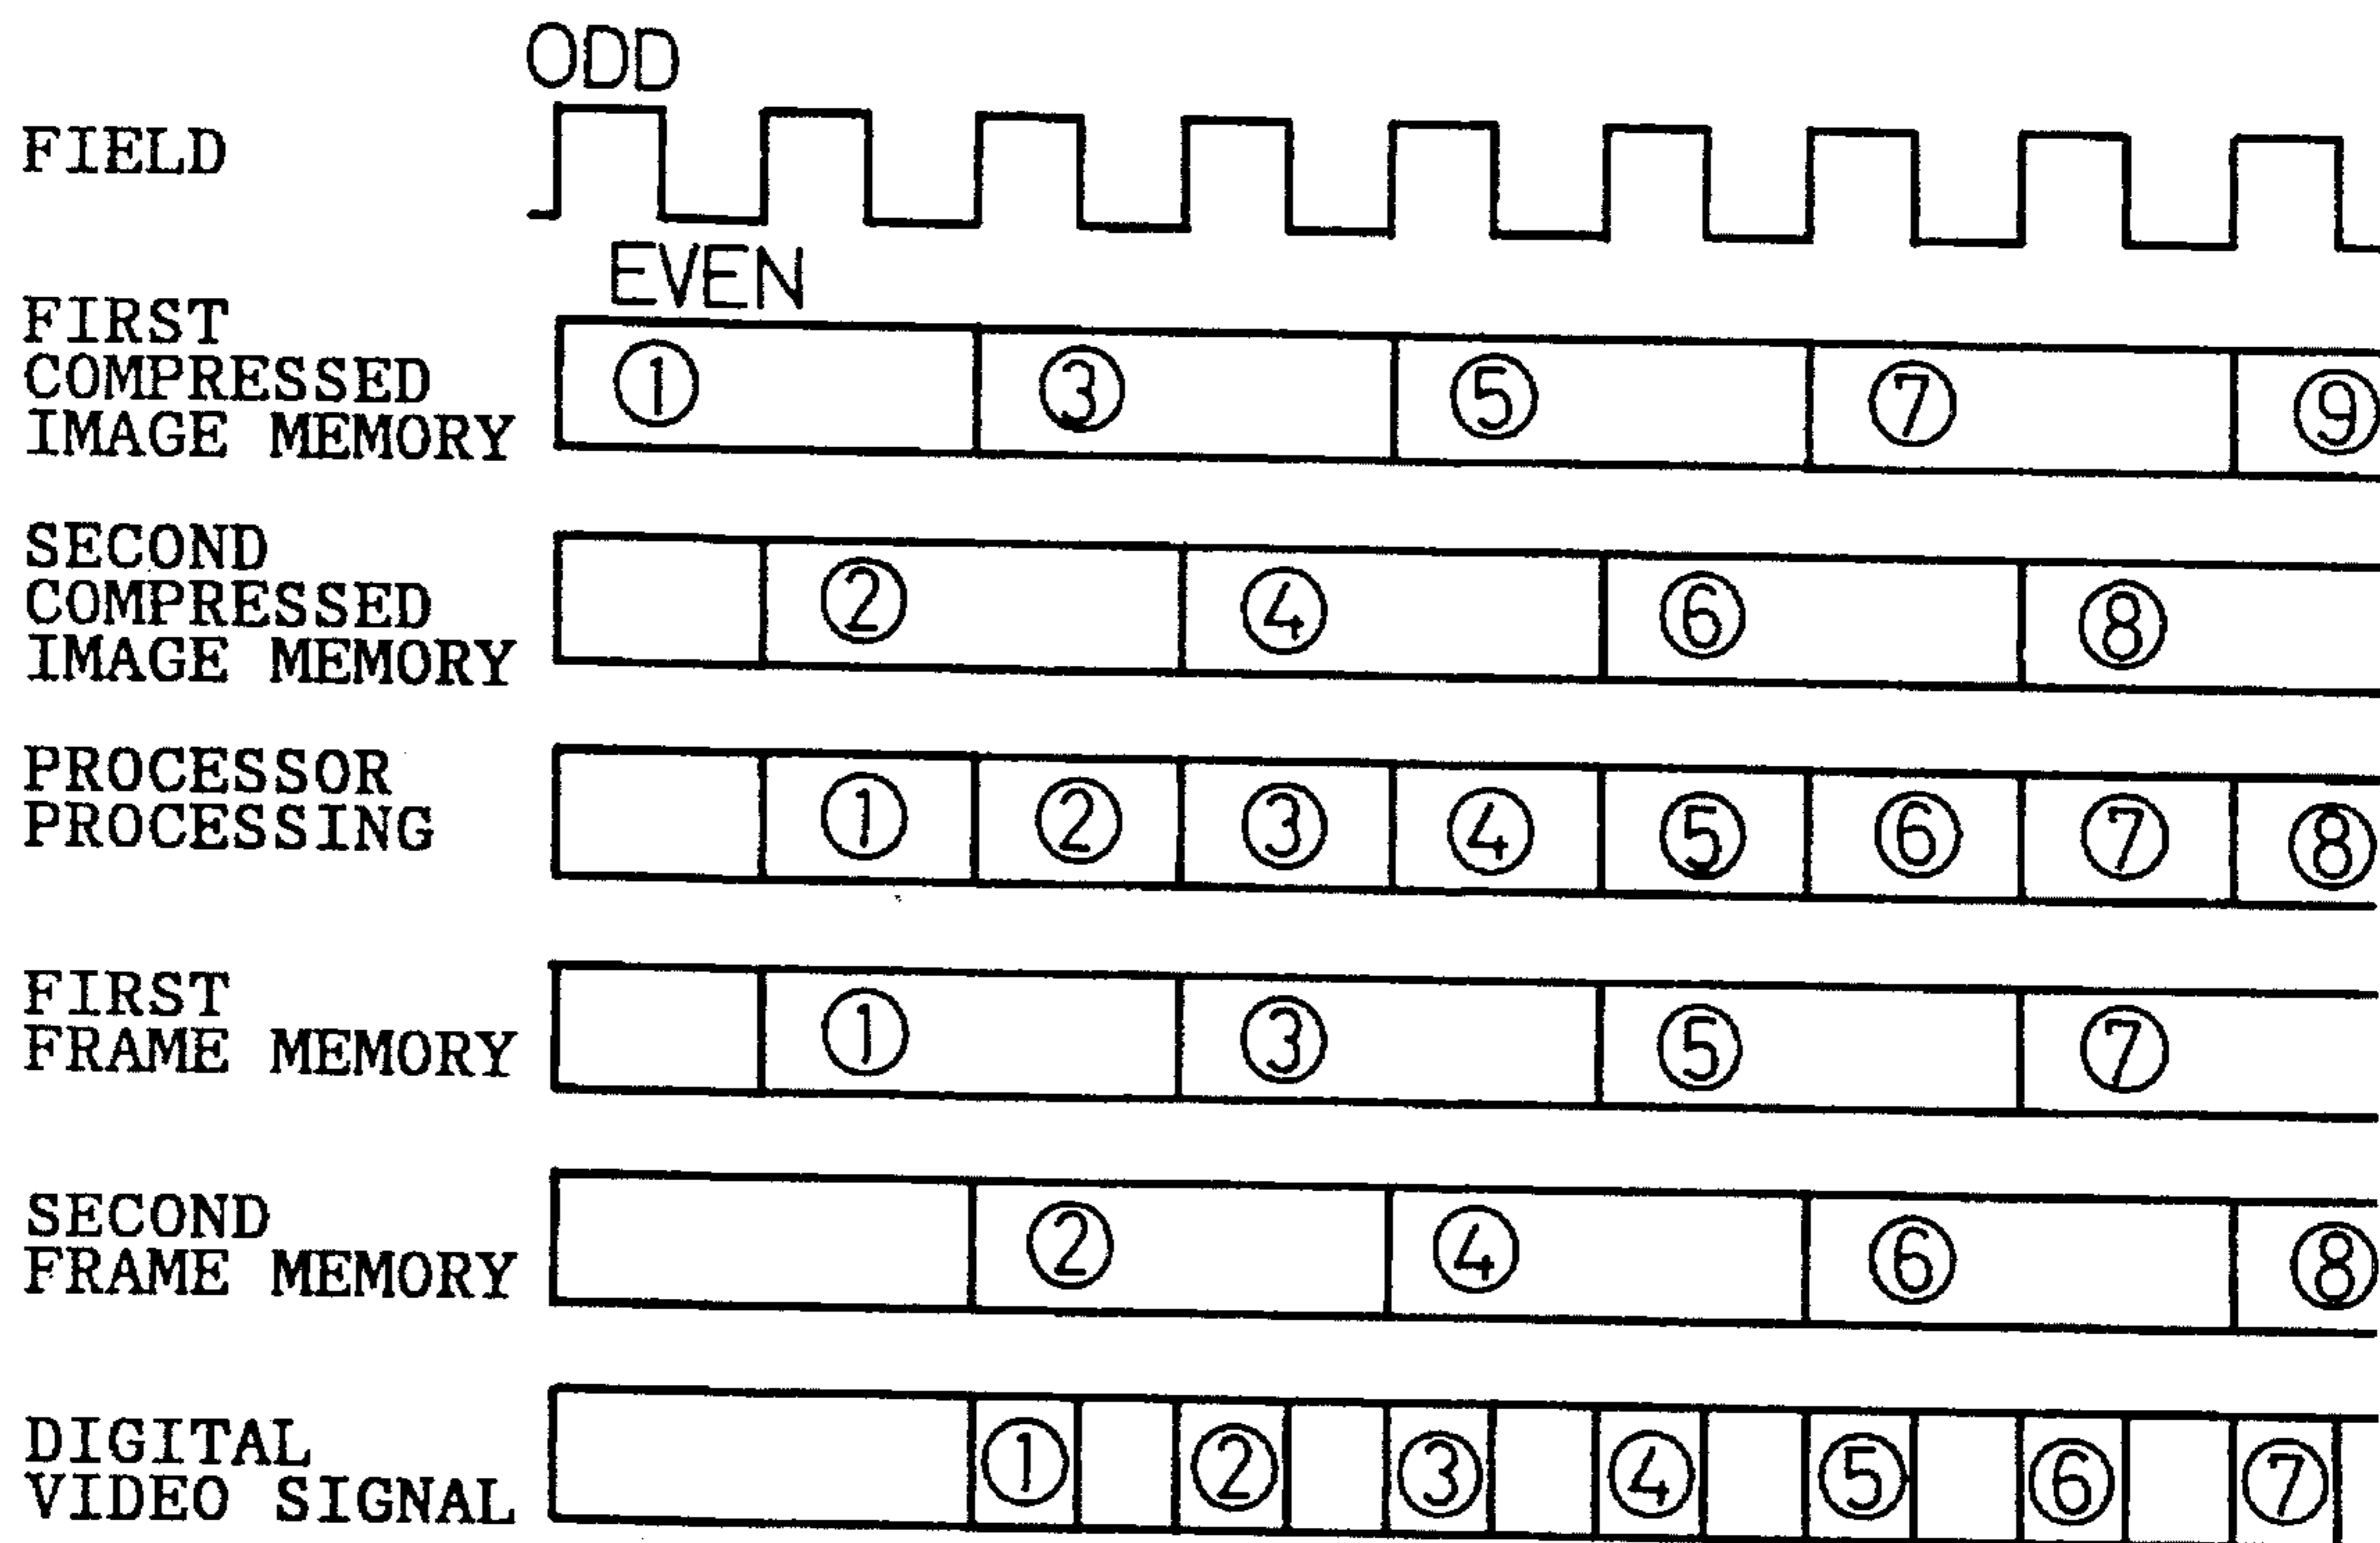 ODD
FIELD
EVEN
FIRST
COMPRESSED
IMAGE MEMORY
① ③ ⑤ ⑦ ⑨
SECOND
COMPRESSED
IMAGE MEMORY
② ④ ⑥ ⑧
PROCESSOR
PROCESSING
① ② ③ ④ ⑤ ⑥ ⑦ ⑧
FIRST
FRAME MEMORY
① ③ ⑤ ⑦
SECOND
FRAME MEMORY
② ④ ⑥ ⑧
DIGITAL
VIDEO SIGNAL
① ② ③ ④ ⑤ ⑥ ⑦